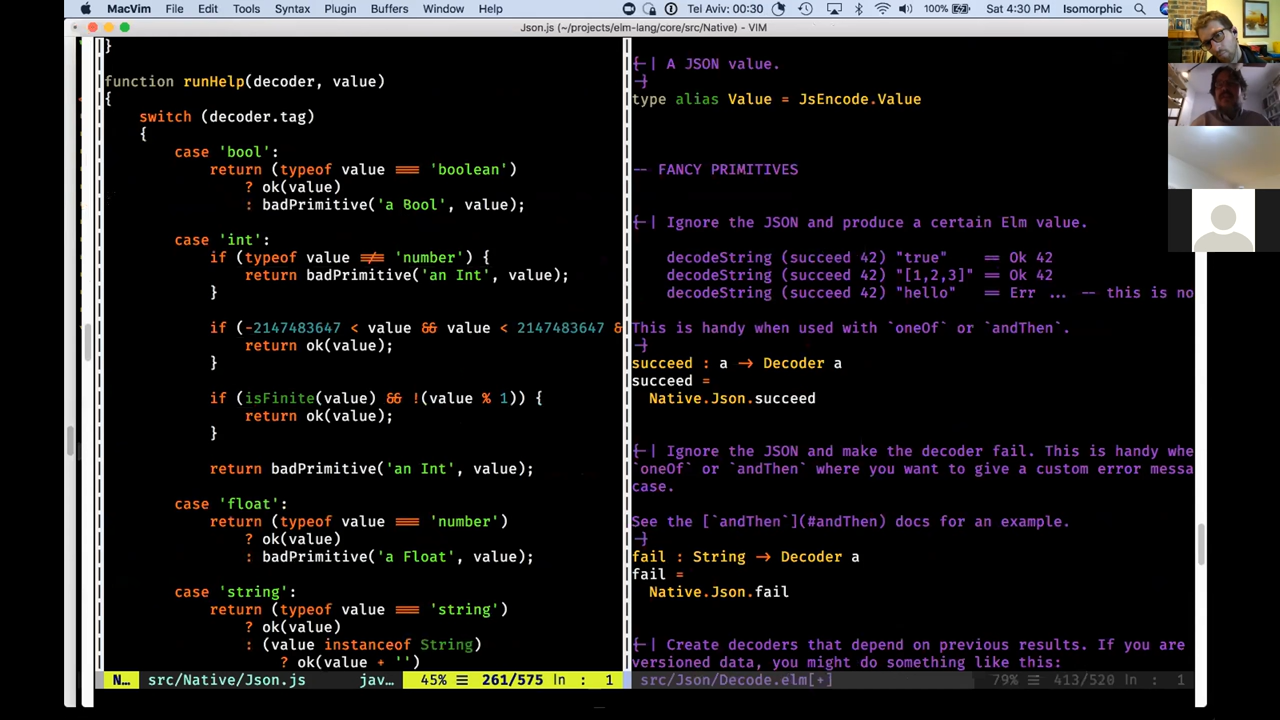 MacVim File Edit Tools Syntax Plugin Buffers Window Help Tel Aviv: 00:30 100% Sat 4:30 PM Isomorphic
Json.js (~/projects/elm-lang/core/src/Native) - VIM
}
function runHelp(decoder, value)
{
switch (decoder.tag)
{
case 'bool':
return (typeof value === 'boolean')
? ok(value)
: badPrimitive('a Bool', value);
case 'int':
if (typeof value !== 'number') {
return badPrimitive('an Int', value);
}
if (-2147483647 < value && value < 2147483647 &
return ok(value);
}
if (isFinite(value) && !(value % 1)) {
return ok(value);
}
return badPrimitive('an Int', value);
case 'float':
return (typeof value === 'number')
? ok(value)
: badPrimitive('a Float', value);
case 'string':
return (typeof value === 'string')
? ok(value)
: (value instanceof String)
? ok(value + '')
N... src/Native/Json.js jav… 45% ☰ 261/575 ln : 1
{-| A JSON value.
-}
type alias Value = JsEncode.Value
-- FANCY PRIMITIVES
{-| Ignore the JSON and produce a certain Elm value.
decodeString (succeed 42) "true" == Ok 42
decodeString (succeed 42) "[1,2,3]" == Ok 42
decodeString (succeed 42) "hello" == Err ... -- this is no
This is handy when used with `oneOf` or `andThen`.
-}
succeed : a -> Decoder a
succeed =
Native.Json.succeed
{-| Ignore the JSON and make the decoder fail. This is handy whe
`oneOf` or `andThen` where you want to give a custom error messa
case.
See the [`andThen`](#andThen) docs for an example.
-}
fail : String -> Decoder a
fail =
Native.Json.fail
{-| Create decoders that depend on previous results. If you are
versioned data, you might do something like this:
src/Json/Decode.elm[+] 79% ☰ 413/520 ln : 1